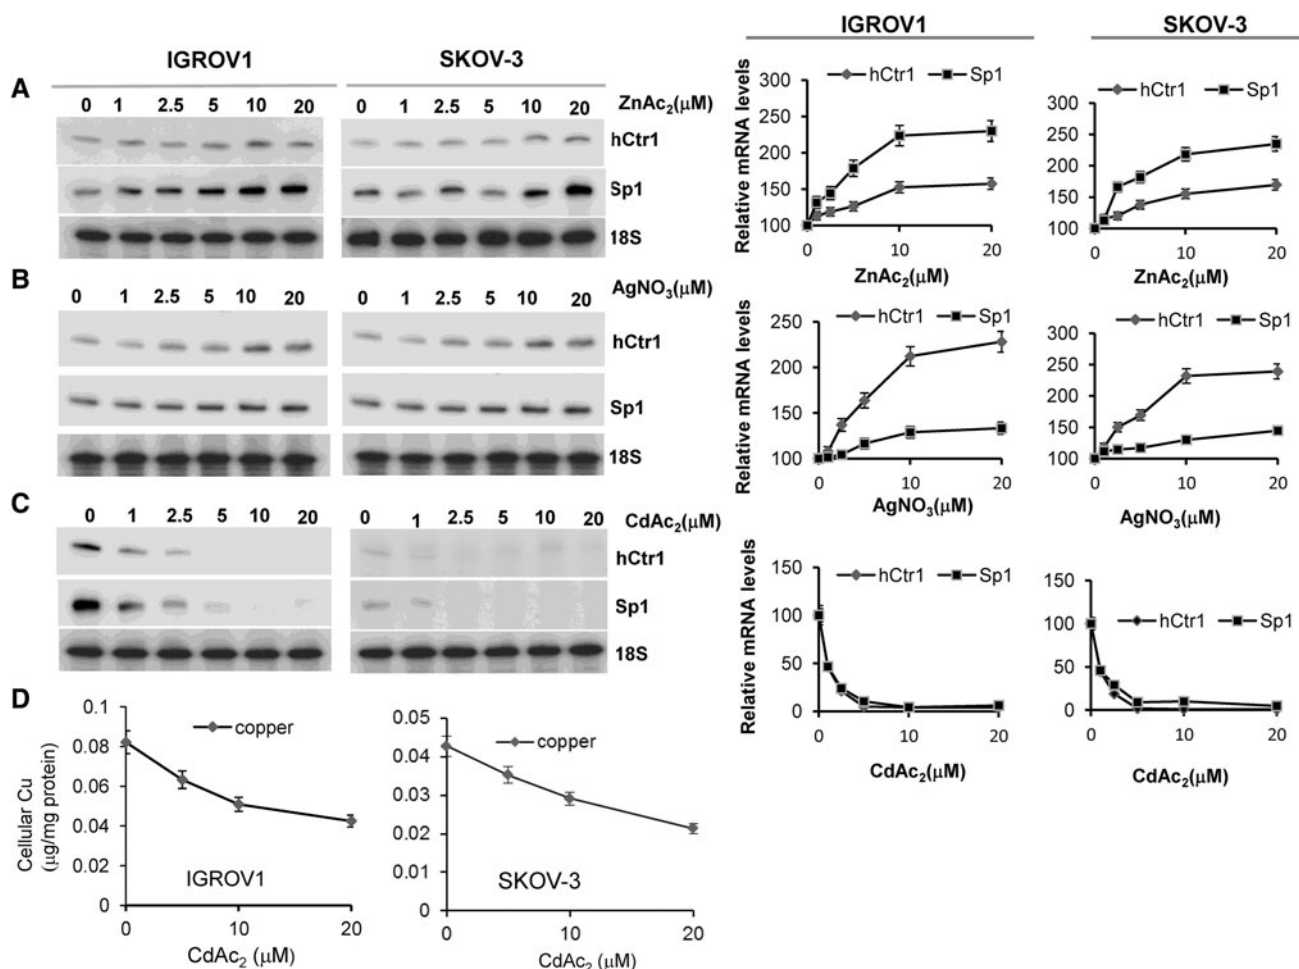 IGROV1 SKOV-3
A
0 1 2.5 5 10 20 0 1 2.5 5 10 20 ZnAc2(μM)
hCtr1
Sp1
18S
B
0 1 2.5 5 10 20 0 1 2.5 5 10 20 AgNO3(μM)
hCtr1
Sp1
18S
C
0 1 2.5 5 10 20 0 1 2.5 5 10 20 CdAc2(μM)
hCtr1
Sp1
18S
D
Cellular Cu
(μg/mg protein)
0.1
0.08
0.06
0.04
0.02
0
copper
IGROV1
0 10 20
CdAc2 (μM)
0.05
0.04
0.03
0.02
0.01
0
copper
SKOV-3
0 10 20
CdAc2 (μM)
IGROV1 SKOV-3
Relative mRNA levels
300
250
200
150
100
hCtr1 Sp1
0 10 20
ZnAc2(μM)
300
250
200
150
100
hCtr1 Sp1
0 10 20
ZnAc2(μM)
Relative mRNA levels
250
200
150
100
hCtr1 Sp1
0 10 20
AgNO3(μM)
300
250
200
150
100
hCtr1 Sp1
0 10 20
AgNO3(μM)
Relative mRNA levels
150
100
50
0
hCtr1 Sp1
0 10 20
CdAc2(μM)
150
100
50
0
hCtr1 Sp1
0 10 20
CdAc2(μM)